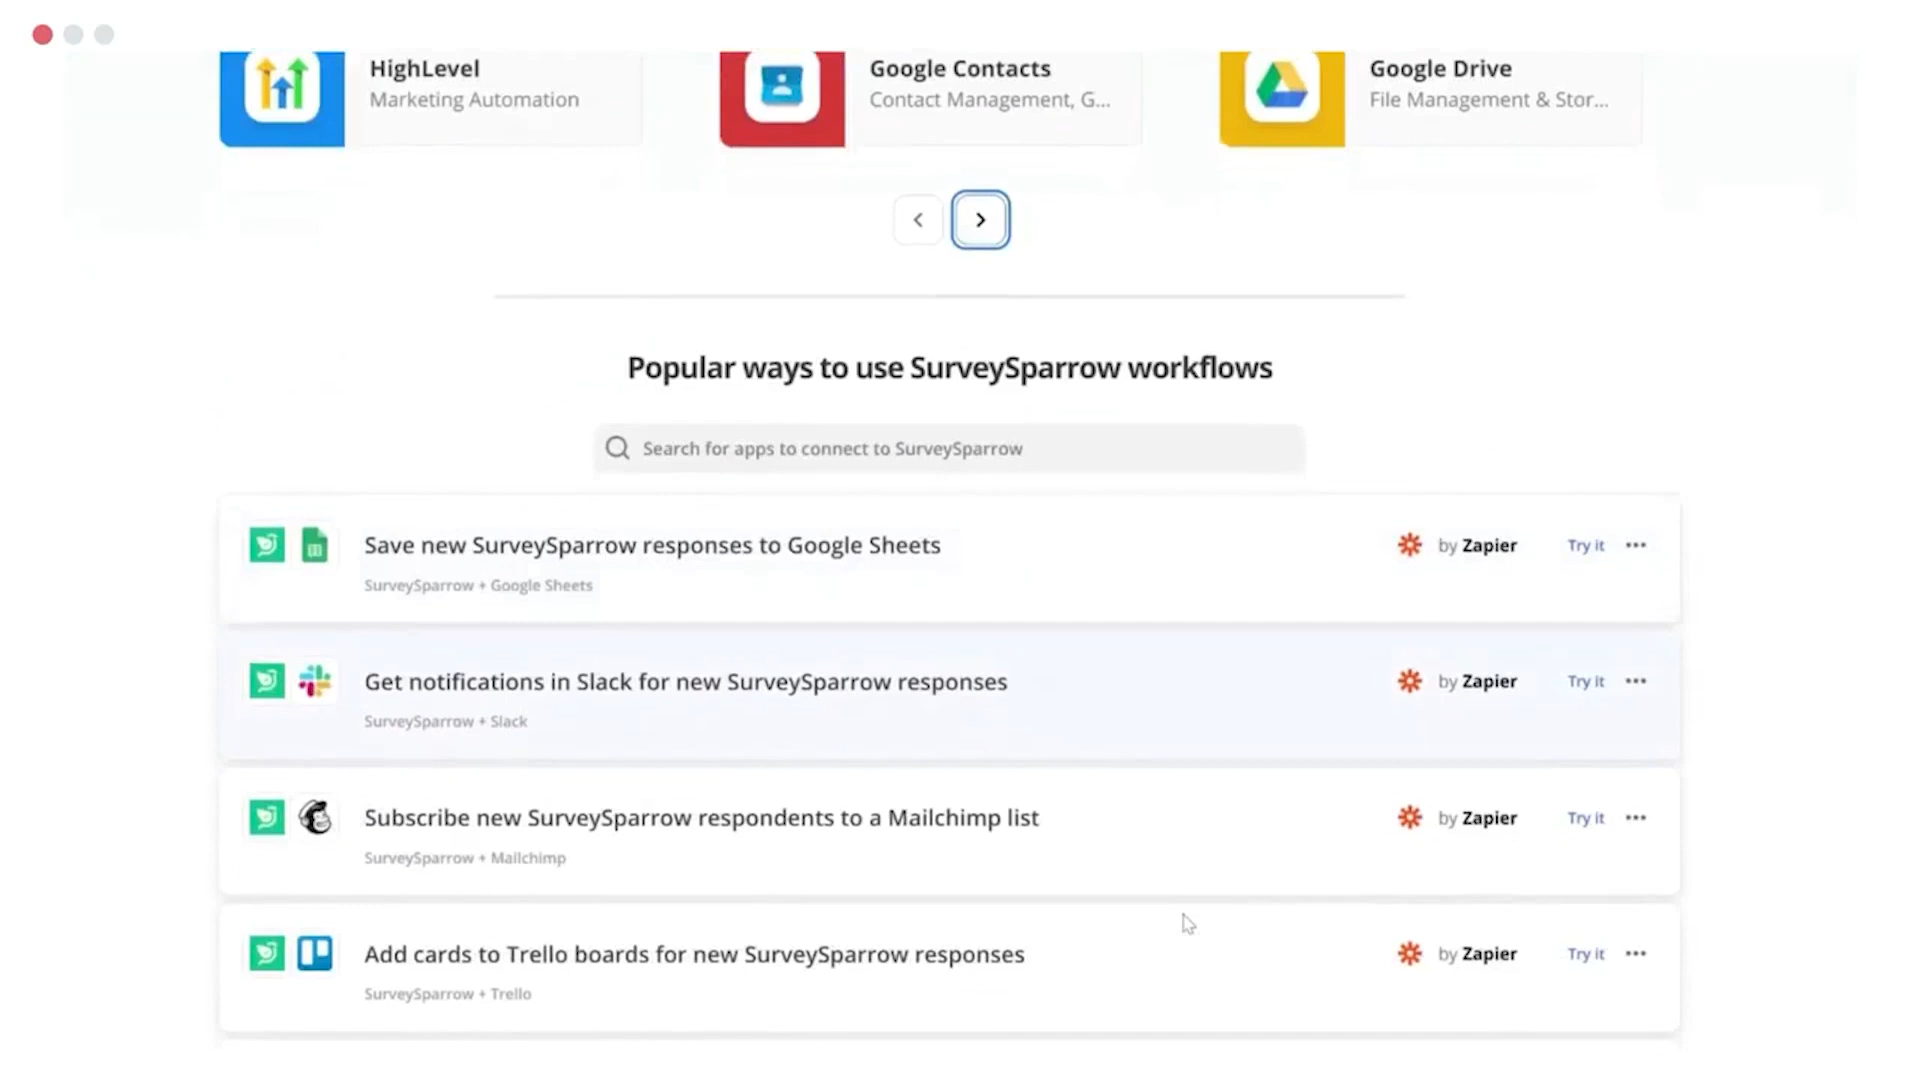 HighLevel
Marketing Automation
Google Contacts
Contact Management, G...
Google Drive
File Management & Stor...
Popular ways to use SurveySparrow workflows
Search for apps to connect to SurveySparrow
Save new SurveySparrow responses to Google Sheets
by Zapier Try it
SurveySparrow + Google Sheets
Get notifications in Slack for new SurveySparrow responses
by Zapier Try it
SurveySparrow + Slack
Subscribe new SurveySparrow respondents to a Mailchimp list
by Zapier Try it
SurveySparrow + Mailchimp
Add cards to Trello boards for new SurveySparrow responses
by Zapier Try it
SurveySparrow + Trello